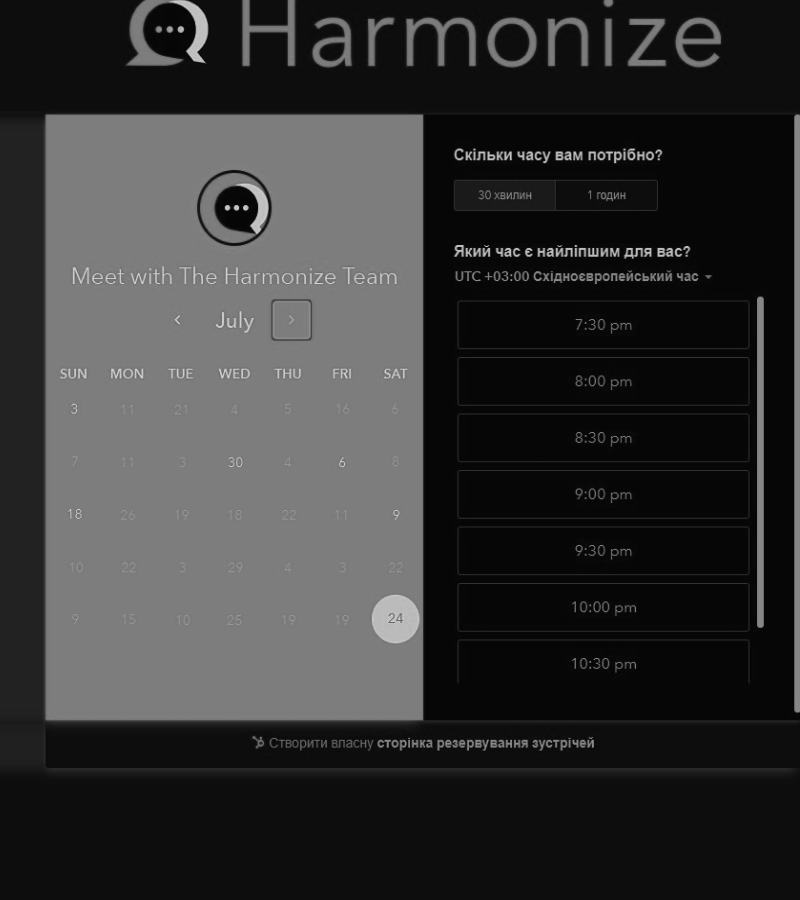 Harmonize
Meet with The Harmonize Team
July
SUN MON TUE WED THU FRI SAT
3 11 21 4 5 16 6
7 11 3 30 4 6 8
18 26 19 18 22 11 9
10 22 3 29 4 3 22
9 15 10 25 19 19 24
Скільки часу вам потрібно?
30 хвилин 1 годин
Який час є найліпшим для вас?
UTC +03:00 Східноєвропейський час
7:30 pm
8:00 pm
8:30 pm
9:00 pm
9:30 pm
10:00 pm
10:30 pm
Створити власну сторінка резервування зустрічей